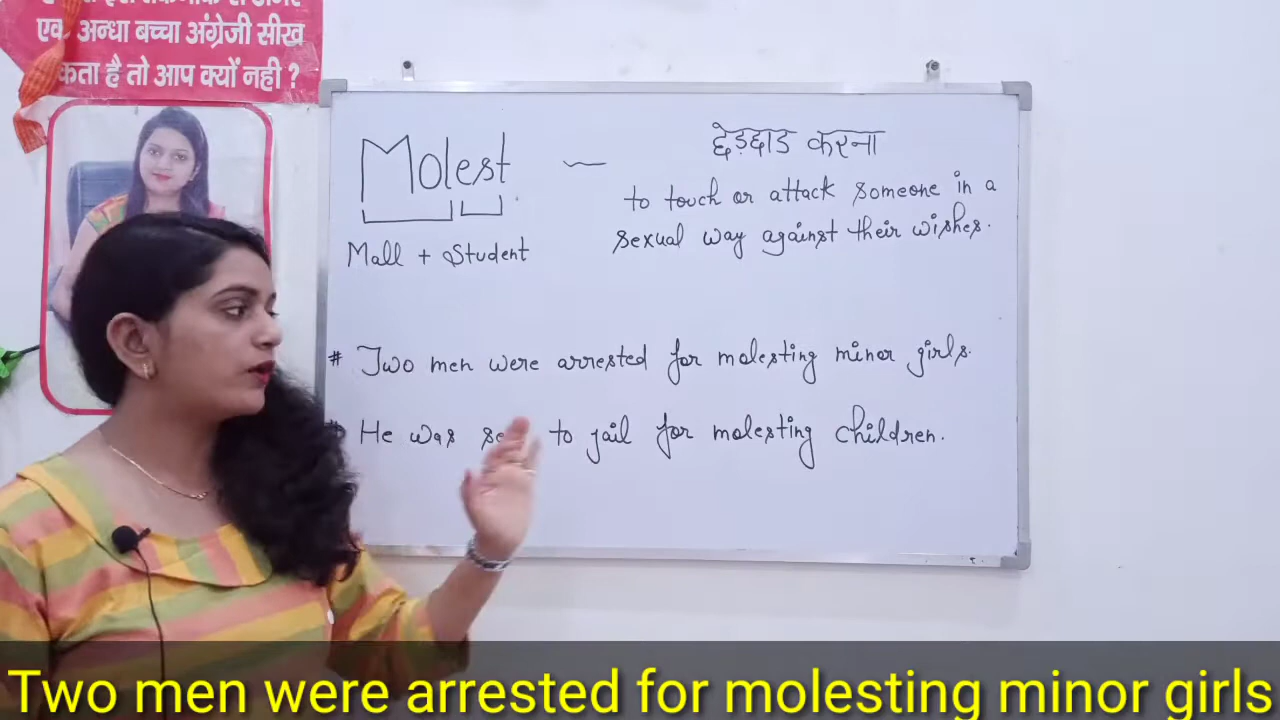 एक अन्धा बच्चा अंग्रेजी सीख
सकता है तो आप क्यों नही ?
Molest — छेड़छाड करना
to touch or attack someone in a
sexual way against their wishes.
Mall + Student
# Two men were arrested for molesting minor girls.
# He was to jail for molesting children.
Two men were arrested for molesting minor girls